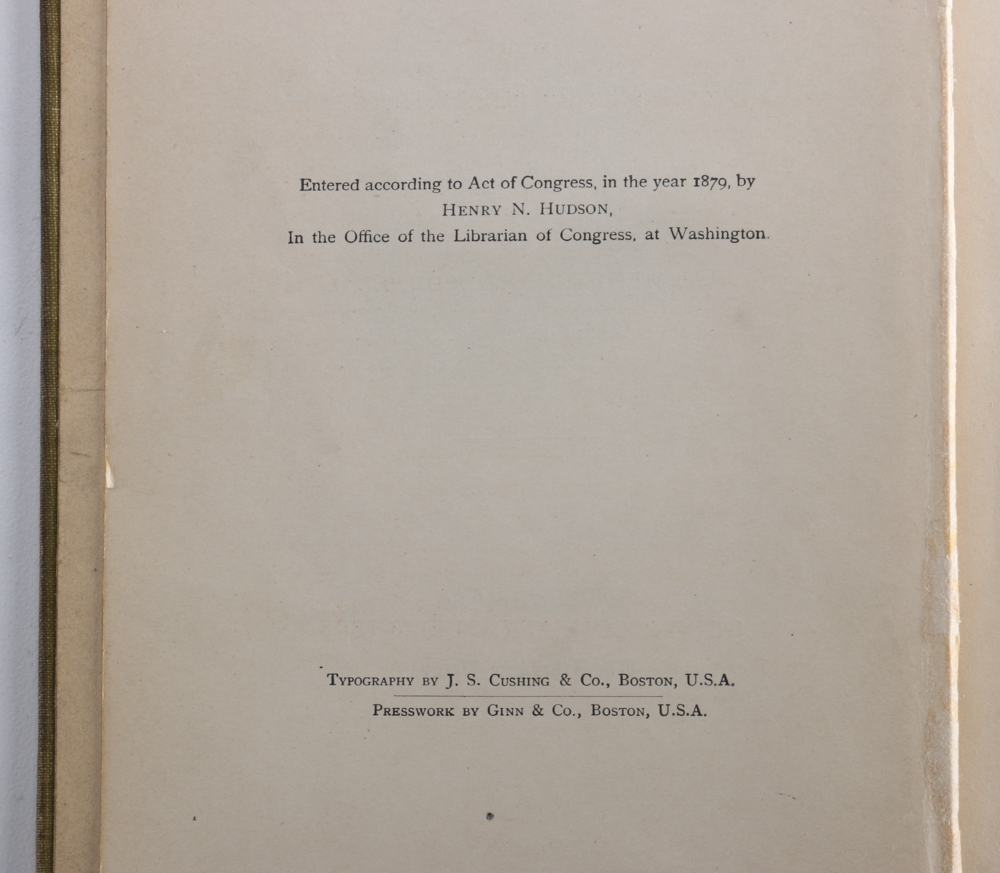 Entered according to Act of Congress, in the year 1879, by
HENRY N. HUDSON,
In the Office of the Librarian of Congress, at Washington.
TYPOGRAPHY BY J. S. CUSHING & CO., BOSTON, U.S.A.
PRESSWORK BY GINN & CO., BOSTON, U.S.A.